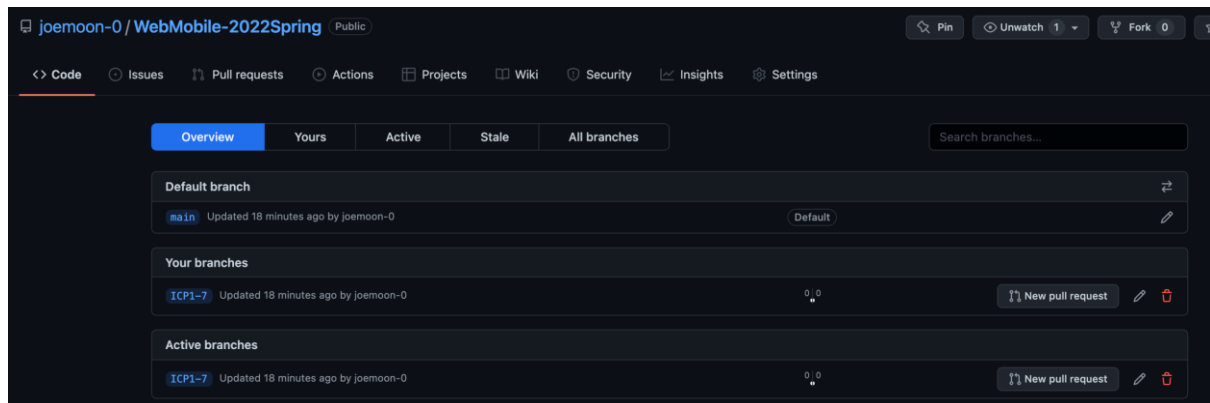 joemoon-0 / WebMobile-2022Spring Public Pin Unwatch 1 Fork 0
Code Issues Pull requests Actions Projects Wiki Security Insights Settings
Overview Yours Active Stale All branches Search branches...
Default branch
main Updated 18 minutes ago by joemoon-0 Default
Your branches
ICP1-7 Updated 18 minutes ago by joemoon-0 0 0 New pull request
Active branches
ICP1-7 Updated 18 minutes ago by joemoon-0 0 0 New pull request